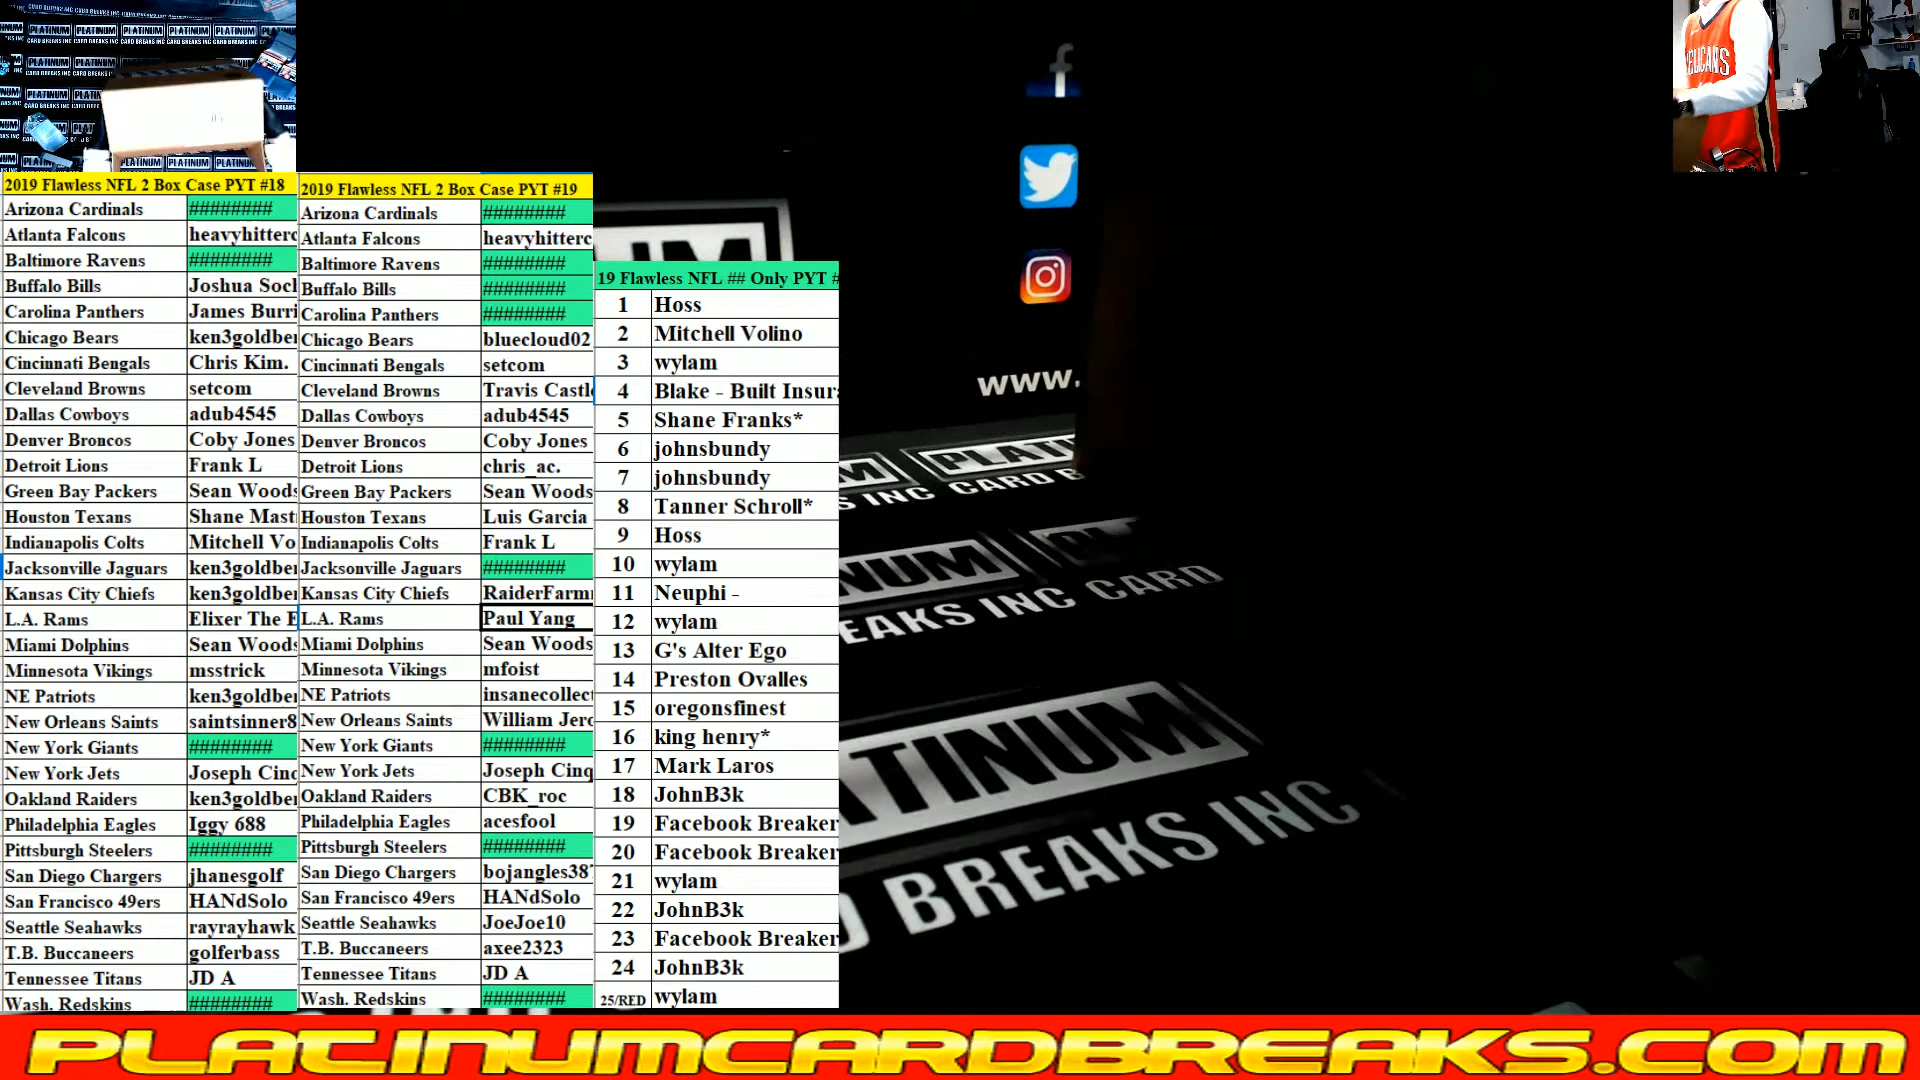 2019 Flawless NFL 2 Box Case PYT #18
Arizona Cardinals ########
Atlanta Falcons heavyhitterc
Baltimore Ravens ########
Buffalo Bills Joshua Soc
Carolina Panthers James Burri
Chicago Bears ken3goldbe
Cincinnati Bengals Chris Kim.
Cleveland Browns setcom
Dallas Cowboys adub4545
Denver Broncos Coby Jones
Detroit Lions Frank L
Green Bay Packers Sean Woods
Houston Texans Shane Mast
Indianapolis Colts Mitchell Vo
Jacksonville Jaguars ken3goldbe
Kansas City Chiefs ken3goldbe
L.A. Rams Elixer The E
Miami Dolphins Sean Woods
Minnesota Vikings msstrick
NE Patriots ken3goldbe
New Orleans Saints saintsinner8
New York Giants ########
New York Jets Joseph Cinc
Oakland Raiders ken3goldbe
Philadelphia Eagles Iggy 688
Pittsburgh Steelers ########
San Diego Chargers jhanesgolf
San Francisco 49ers HANdSolo
Seattle Seahawks rayrayhawk
T.B. Buccaneers golferbass
Tennessee Titans JD A
Wash. Redskins ########
2019 Flawless NFL 2 Box Case PYT #19
Arizona Cardinals ########
Atlanta Falcons heavyhitterc
Baltimore Ravens ########
Buffalo Bills ########
Carolina Panthers ########
Chicago Bears bluecloud02
Cincinnati Bengals setcom
Cleveland Browns Travis Castl
Dallas Cowboys adub4545
Denver Broncos Coby Jones
Detroit Lions chris_ac.
Green Bay Packers Sean Woods
Houston Texans Luis Garcia
Indianapolis Colts Frank L
Jacksonville Jaguars ########
Kansas City Chiefs RaiderFarm
L.A. Rams Paul Yang
Miami Dolphins Sean Woods
Minnesota Vikings mfoist
NE Patriots insanecollect
New Orleans Saints William Jero
New York Giants ########
New York Jets Joseph Cinq
Oakland Raiders CBK_roc
Philadelphia Eagles acesfool
Pittsburgh Steelers ########
San Diego Chargers bojangles38
San Francisco 49ers HANdSolo
Seattle Seahawks JoeJoe10
T.B. Buccaneers axee2323
Tennessee Titans JD A
Wash. Redskins ########
19 Flawless NFL ## Only PYT #
1 Hoss
2 Mitchell Volino
3 wylam
4 Blake - Built Insur
5 Shane Franks*
6 johnsbundy
7 johnsbundy
8 Tanner Schroll*
9 Hoss
10 wylam
11 Neuphi -
12 wylam
13 G's Alter Ego
14 Preston Ovalles
15 oregonsfinest
16 king henry*
17 Mark Laros
18 JohnB3k
19 Facebook Breaker
20 Facebook Breaker
21 wylam
22 JohnB3k
23 Facebook Breaker
24 JohnB3k
25/RED wylam
www.
PLATINUMCARDBREAKS.COM